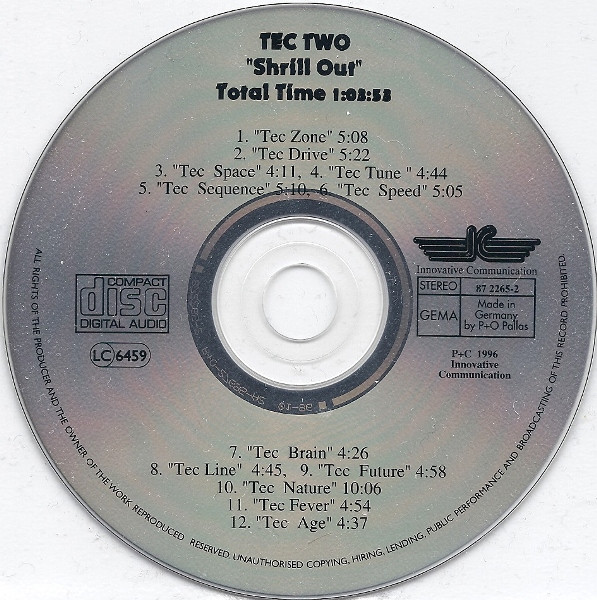 TEC TWO
"Shrill Out"
Total Time 1:03:53
1. "Tec Zone" 5:08
2. "Tec Drive" 5:22
3. "Tec Space" 4:11, 4. "Tec Tune " 4:44
5. "Tec Sequence" 5:10, 6. "Tec Speed" 5:05
IC
Innovative Communication
STEREO 87 2265-2
GEMA Made in
Germany
by P+O Pallas
P+C 1996
Innovative
Communication
COMPACT
disc
DIGITAL AUDIO
LC 6459
7. "Tec Brain" 4:26
8. "Tec Line" 4:45, 9. "Tec Future" 4:58
10. "Tec Nature" 10:06
11. "Tec Fever" 4:54
12. "Tec Age" 4:37
ALL RIGHTS OF THE PRODUCER AND THE OWNER OF THE WORK REPRODUCED RESERVED UNAUTHORISED COPYING, HIRING, LENDING, PUBLIC PERFORMANCE AND BROADCASTING OF THIS RECORD PROHIBITED